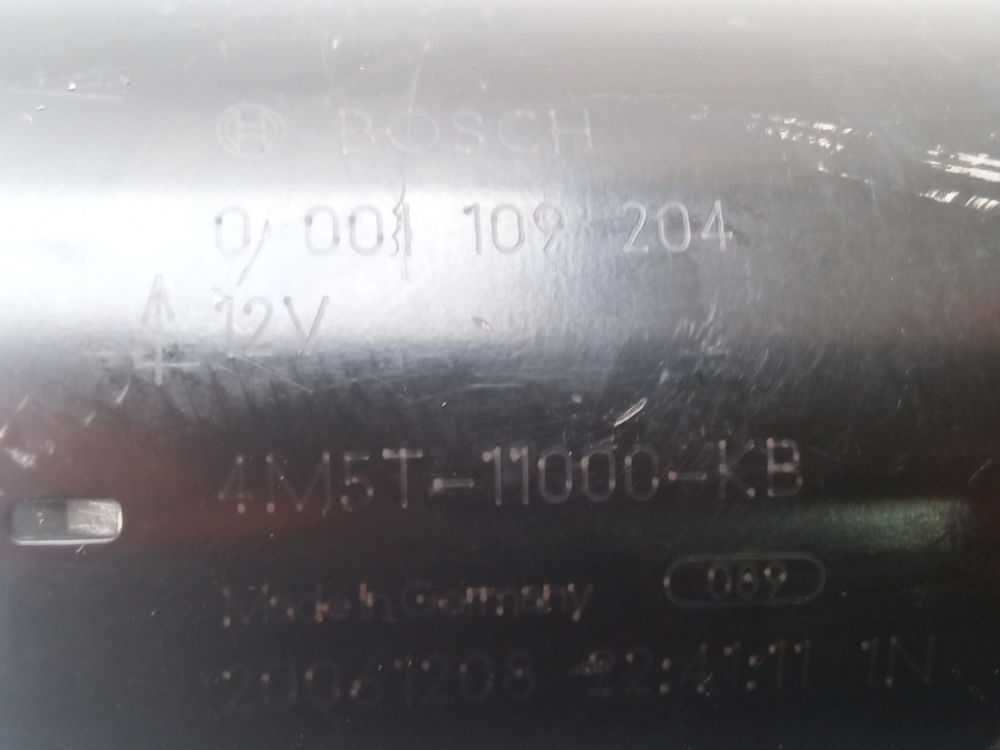 BOSCH
0 001 109 204
12V
4M5T-11000-KB
089
Made in Germany
20061208 22:41:11 1N